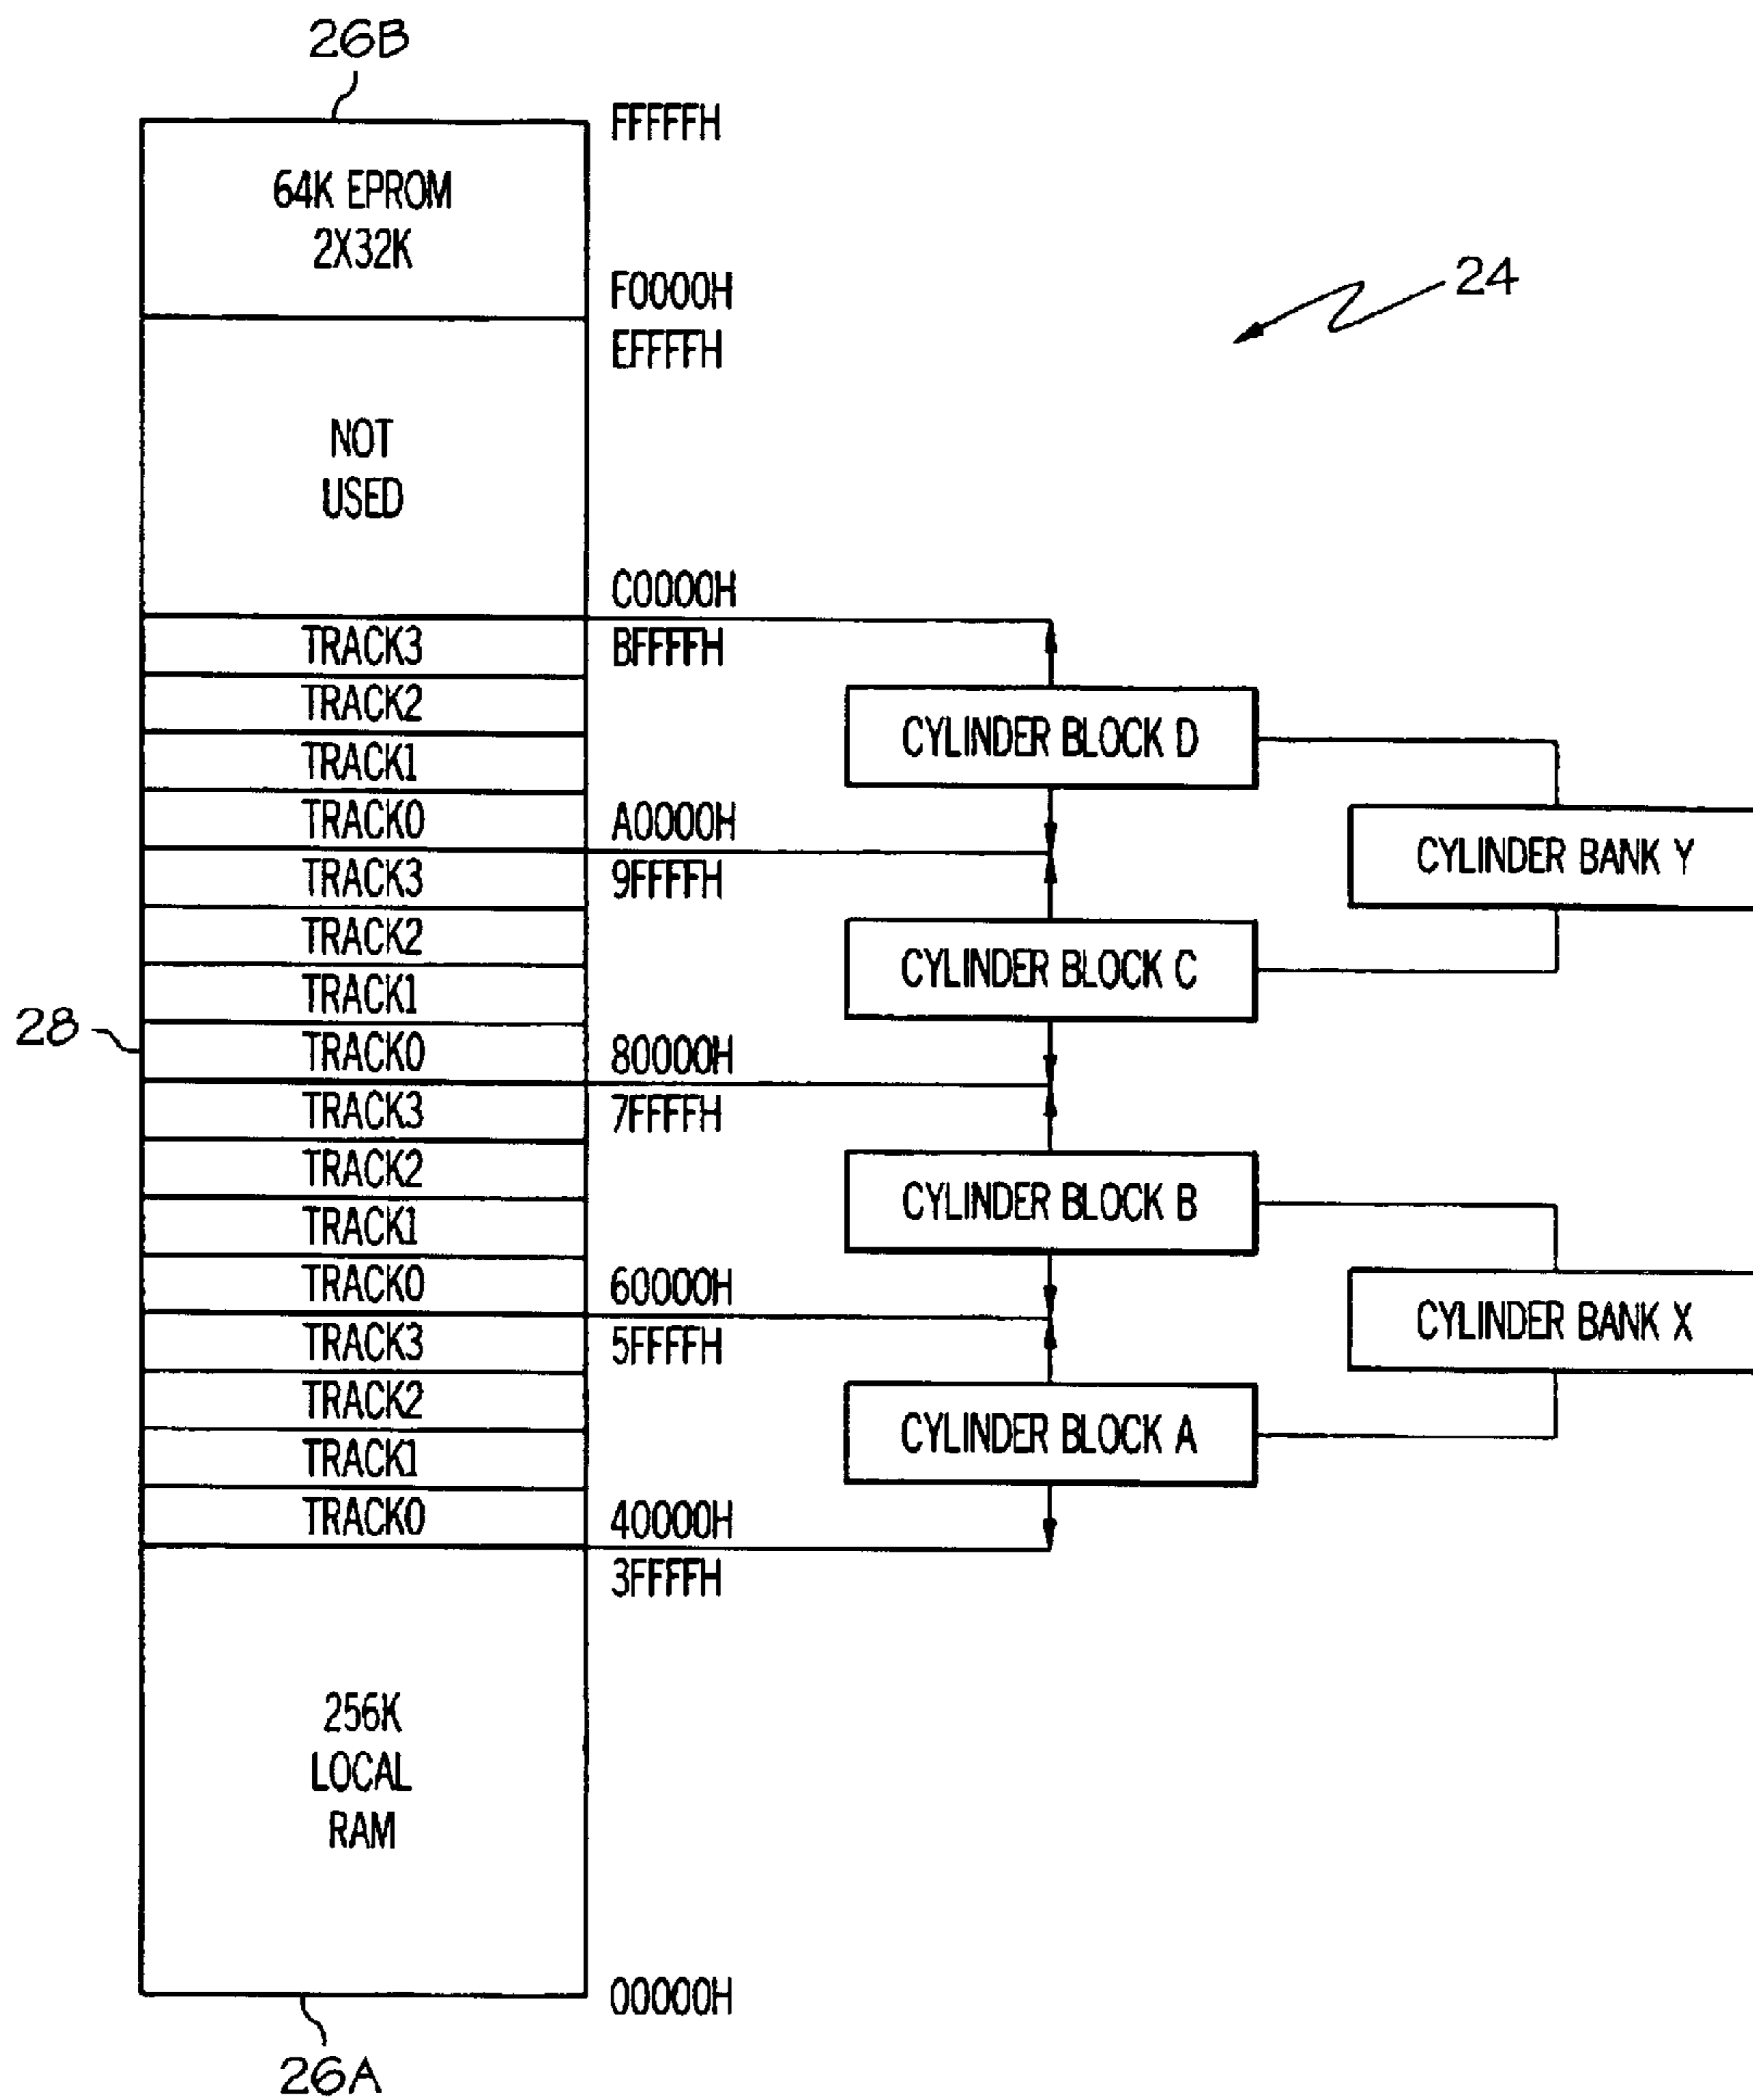 26B
FFFFFH
64K EPROM
2X32K
F0000H
EFFFFH
24
NOT
USED
C0000H
TRACK3
BFFFFH
TRACK2
CYLINDER BLOCK D
TRACK1
TRACK0
A0000H
CYLINDER BANK Y
TRACK3
9FFFFH
TRACK2
CYLINDER BLOCK C
TRACK1
28
TRACK0
80000H
TRACK3
7FFFFH
TRACK2
CYLINDER BLOCK B
TRACK1
TRACK0
60000H
CYLINDER BANK X
TRACK3
5FFFFH
TRACK2
CYLINDER BLOCK A
TRACK1
TRACK0
40000H
3FFFFH
256K
LOCAL
RAM
00000H
26A